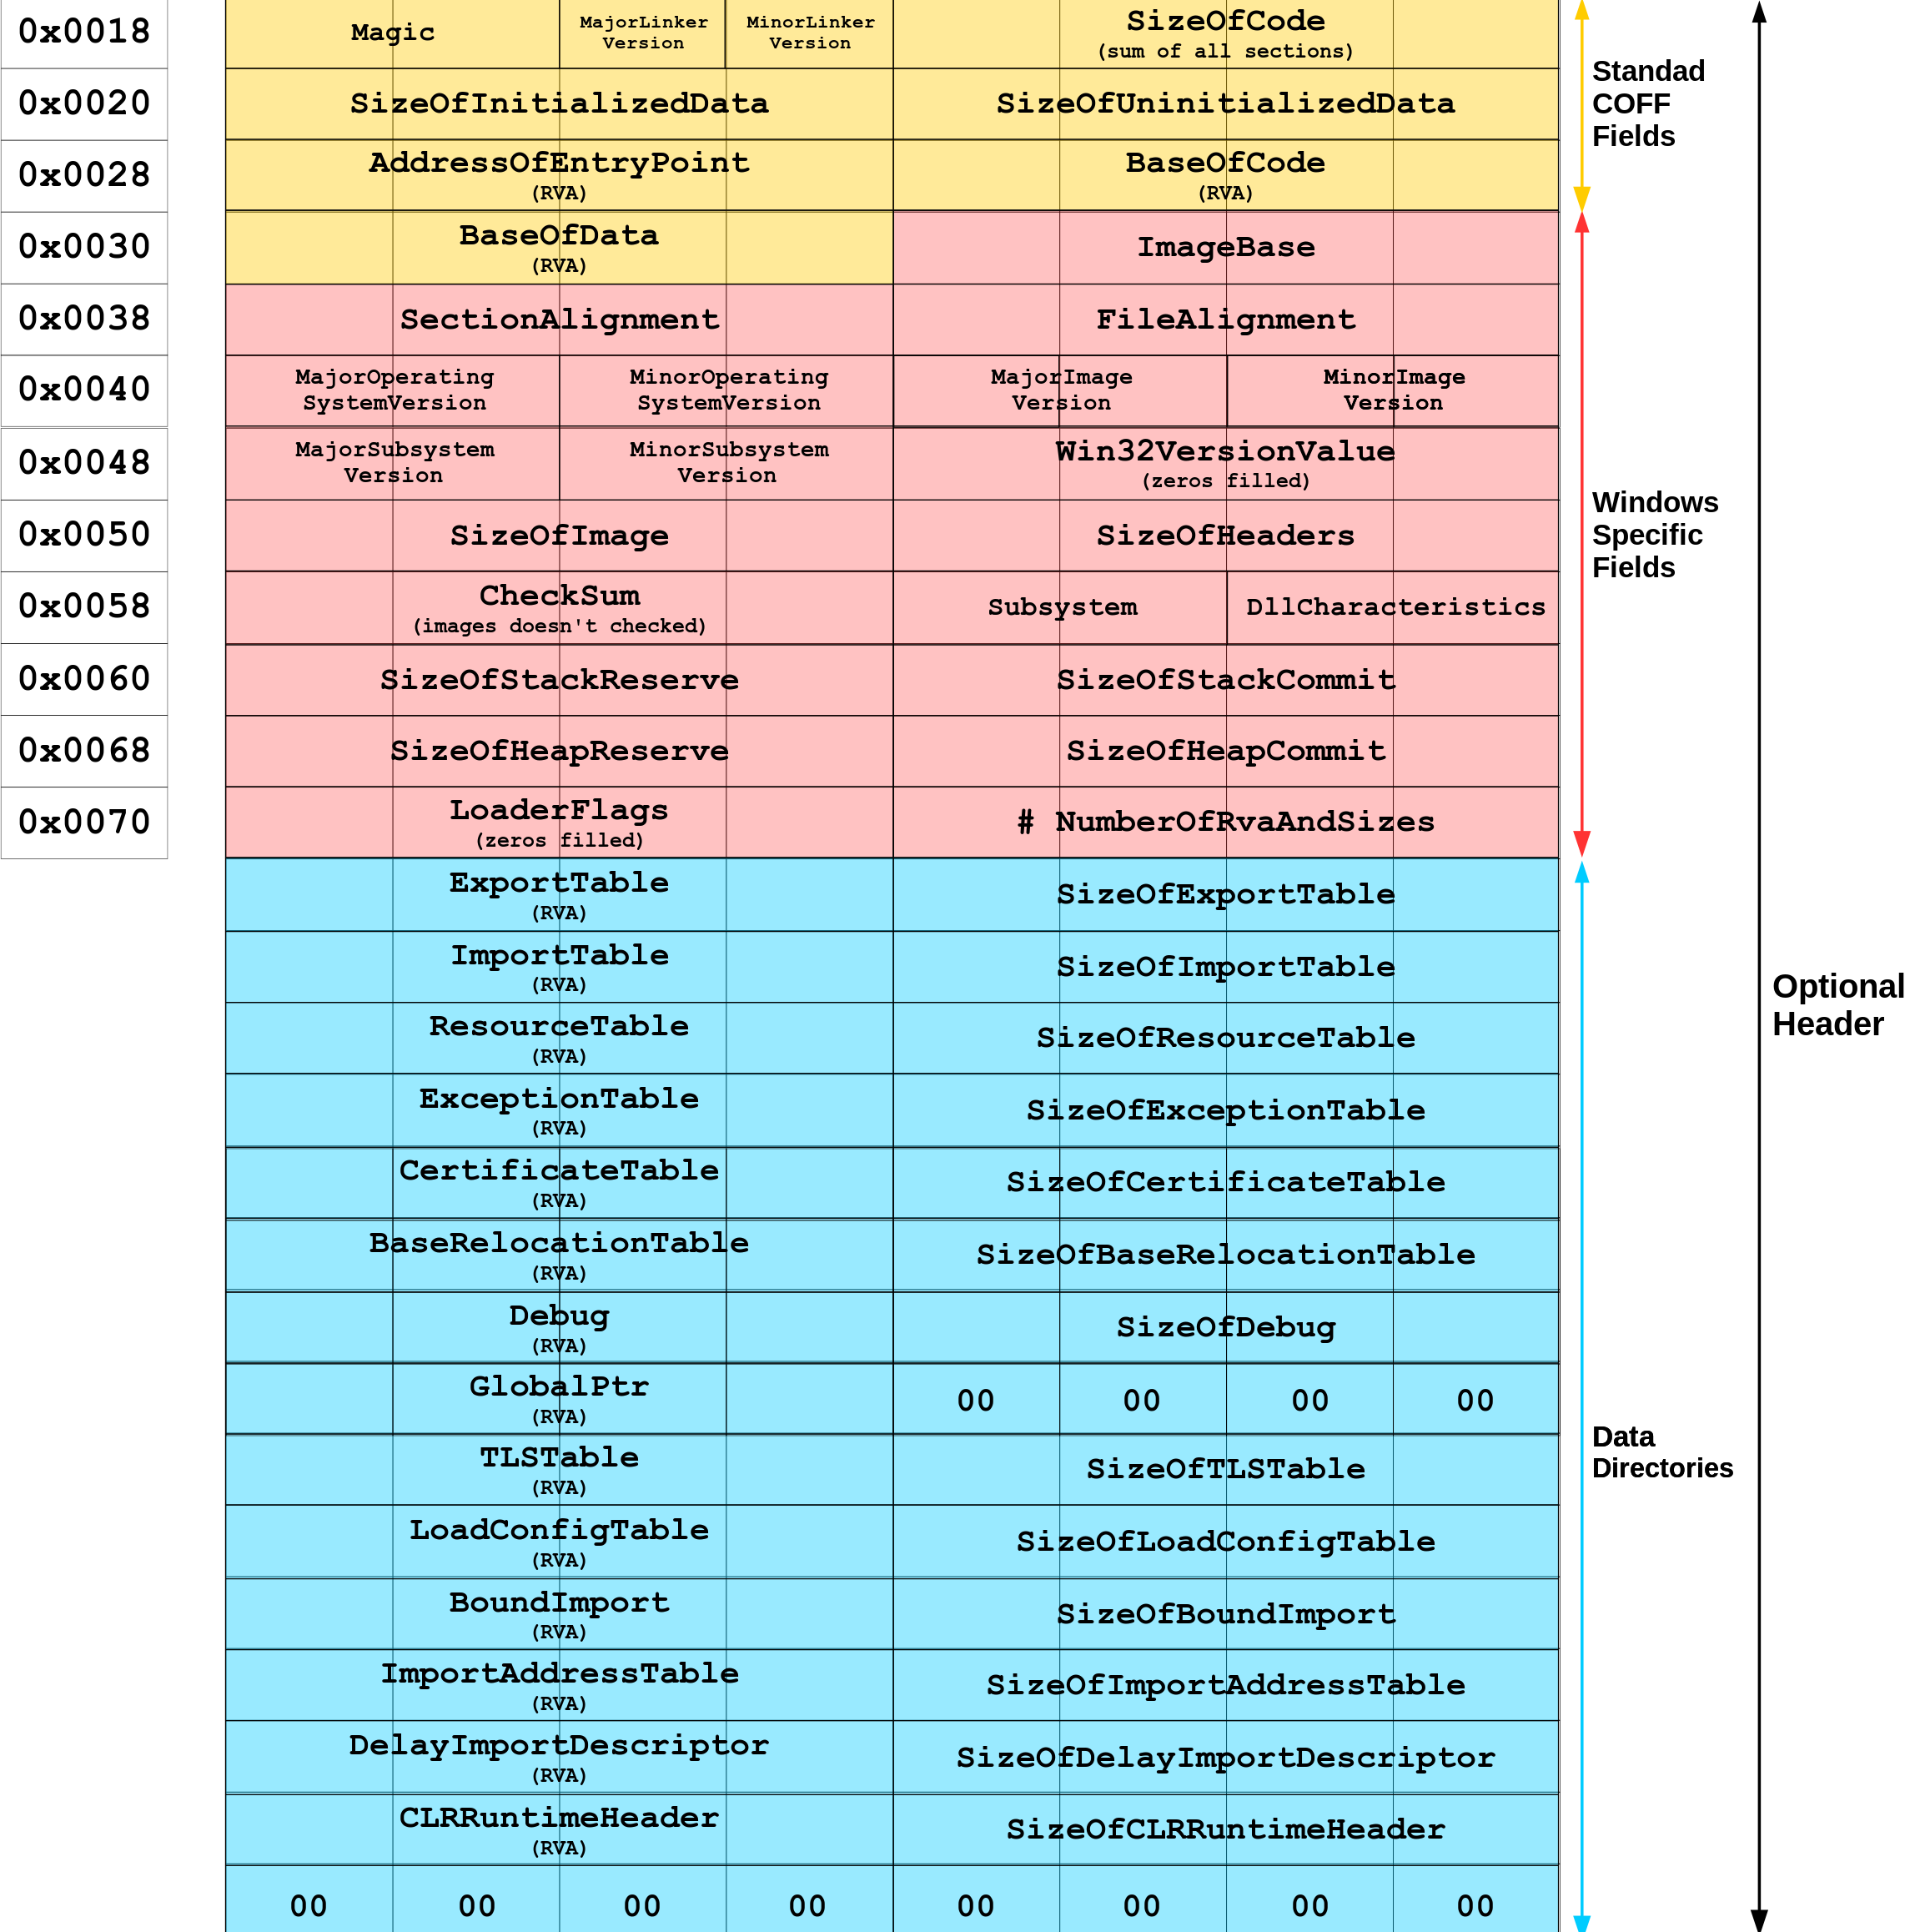 0x0018
Magic
MajorLinker
Version
MinorLinker
Version
SizeOfCode
(sum of all sections)
0x0020
SizeOfInitializedData
SizeOfUninitializedData
0x0028
AddressOfEntryPoint
(RVA)
BaseOfCode
(RVA)
Standad
COFF
Fields
0x0030
BaseOfData
(RVA)
ImageBase
0x0038
SectionAlignment
FileAlignment
0x0040
MajorOperating
SystemVersion
MinorOperating
SystemVersion
MajorImage
Version
MinorImage
Version
0x0048
MajorSubsystem
Version
MinorSubsystem
Version
Win32VersionValue
(zeros filled)
0x0050
SizeOfImage
SizeOfHeaders
Windows
Specific
Fields
0x0058
CheckSum
(images doesn't checked)
Subsystem
DllCharacteristics
0x0060
SizeOfStackReserve
SizeOfStackCommit
0x0068
SizeOfHeapReserve
SizeOfHeapCommit
0x0070
LoaderFlags
(zeros filled)
# NumberOfRvaAndSizes
ExportTable
(RVA)
SizeOfExportTable
ImportTable
(RVA)
SizeOfImportTable
Optional
Header
ResourceTable
(RVA)
SizeOfResourceTable
ExceptionTable
(RVA)
SizeOfExceptionTable
CertificateTable
(RVA)
SizeOfCertificateTable
BaseRelocationTable
(RVA)
SizeOfBaseRelocationTable
Debug
(RVA)
SizeOfDebug
GlobalPtr
(RVA)
00 00 00 00
TLSTable
(RVA)
SizeOfTLSTable
Data
Directories
LoadConfigTable
(RVA)
SizeOfLoadConfigTable
BoundImport
(RVA)
SizeOfBoundImport
ImportAddressTable
(RVA)
SizeOfImportAddressTable
DelayImportDescriptor
(RVA)
SizeOfDelayImportDescriptor
CLRRuntimeHeader
(RVA)
SizeOfCLRRuntimeHeader
00 00 00 00 00 00 00 00